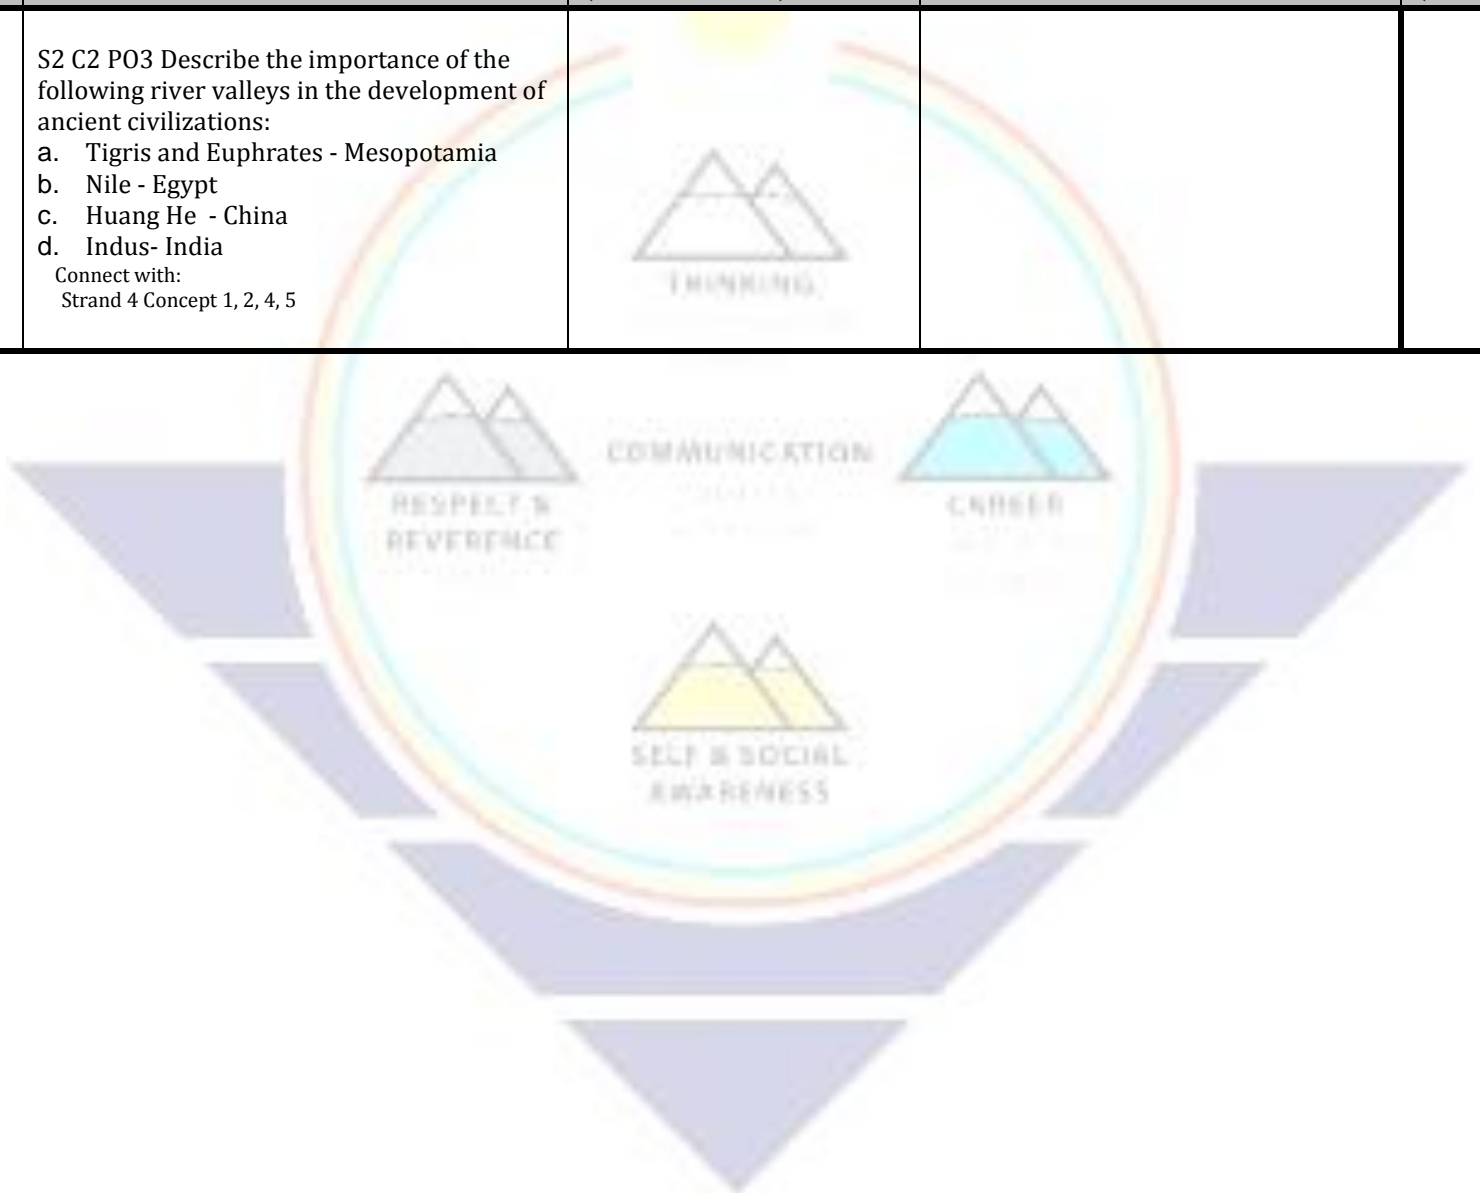 S2 C2 PO3 Describe the importance of the
following river valleys in the development of
ancient civilizations:
a. Tigris and Euphrates - Mesopotamia
b. Nile - Egypt
c. Huang He - China
d. Indus- India
Connect with:
Strand 4 Concept 1, 2, 4, 5
THINKING
COMMUNICATION
RESPECT &
REVERENCE
CAREER
SELF & SOCIAL
AWARENESS